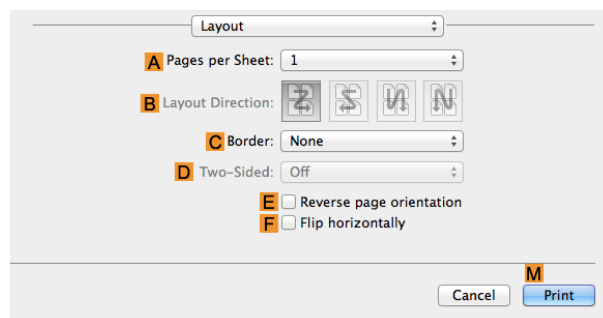 Layout
A Pages per Sheet: 1
B Layout Direction:
C Border: None
D Two-Sided: Off
E Reverse page orientation
F Flip horizontally
M
Cancel Print